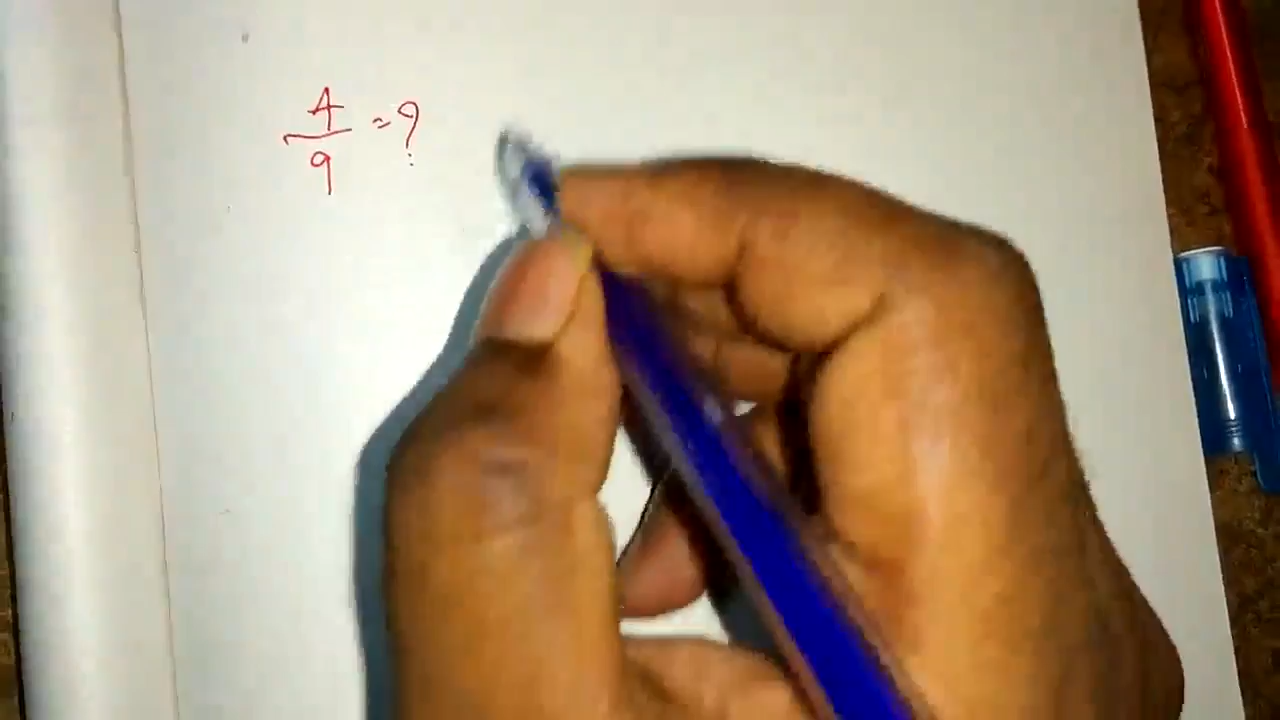 4/9 = ?